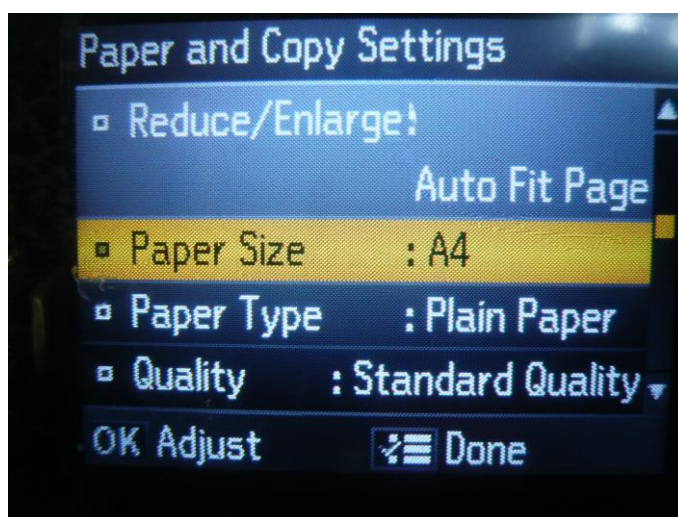 Paper and Copy Settings
Reduce/Enlarge:
Auto Fit Page
Paper Size : A4
Paper Type : Plain Paper
Quality : Standard Quality
OK Adjust Done